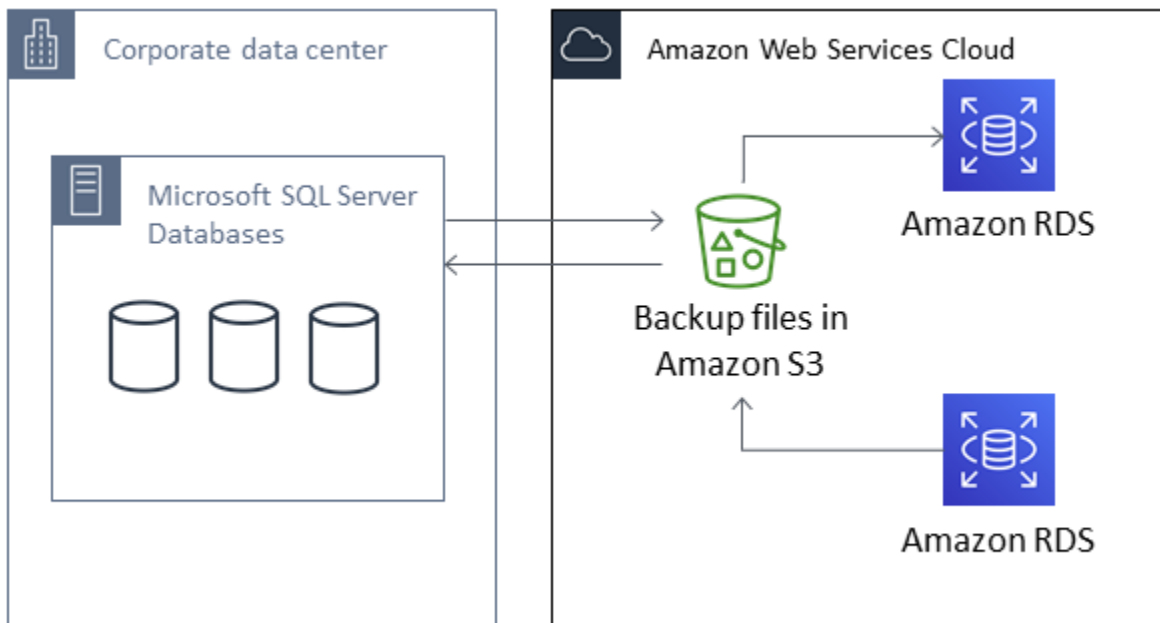 Corporate data center
Microsoft SQL Server
Databases
Amazon Web Services Cloud
Amazon RDS
Backup files in
Amazon S3
Amazon RDS